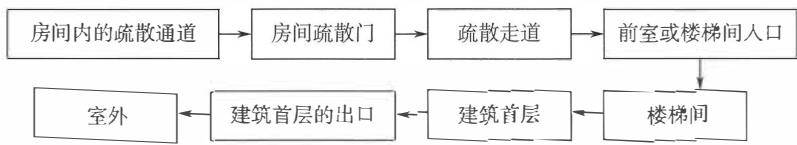 房间内的疏散通道
房间疏散门
疏散走道
前室或楼梯间人口
楼梯间
建筑首层
建筑首层的出口
室外